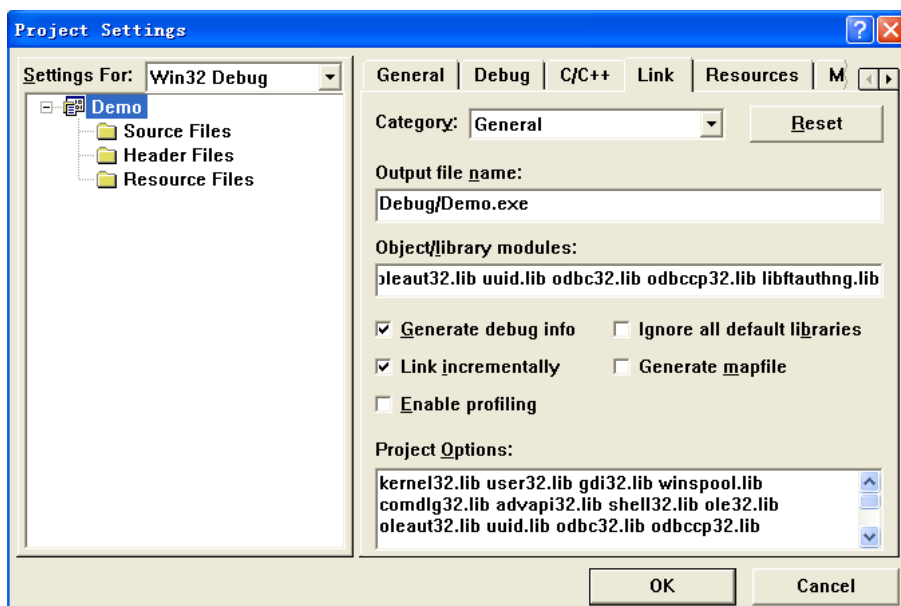 Project Settings
Settings For: Win32 Debug
Demo
Source Files
Header Files
Resource Files
General Debug C/C++ Link Resources M
Category: General
Reset
Output file name:
Debug/Demo.exe
Object/library modules:
oleaut32.lib uuid.lib odbc32.lib odbccp32.lib libftauthng.lib
Generate debug info
Ignore all default libraries
Link incrementally
Generate mapfile
Enable profiling
Project Options:
kernel32.lib user32.lib gdi32.lib winspool.lib
comdlg32.lib advapi32.lib shell32.lib ole32.lib
oleaut32.lib uuid.lib odbc32.lib odbccp32.lib
OK
Cancel